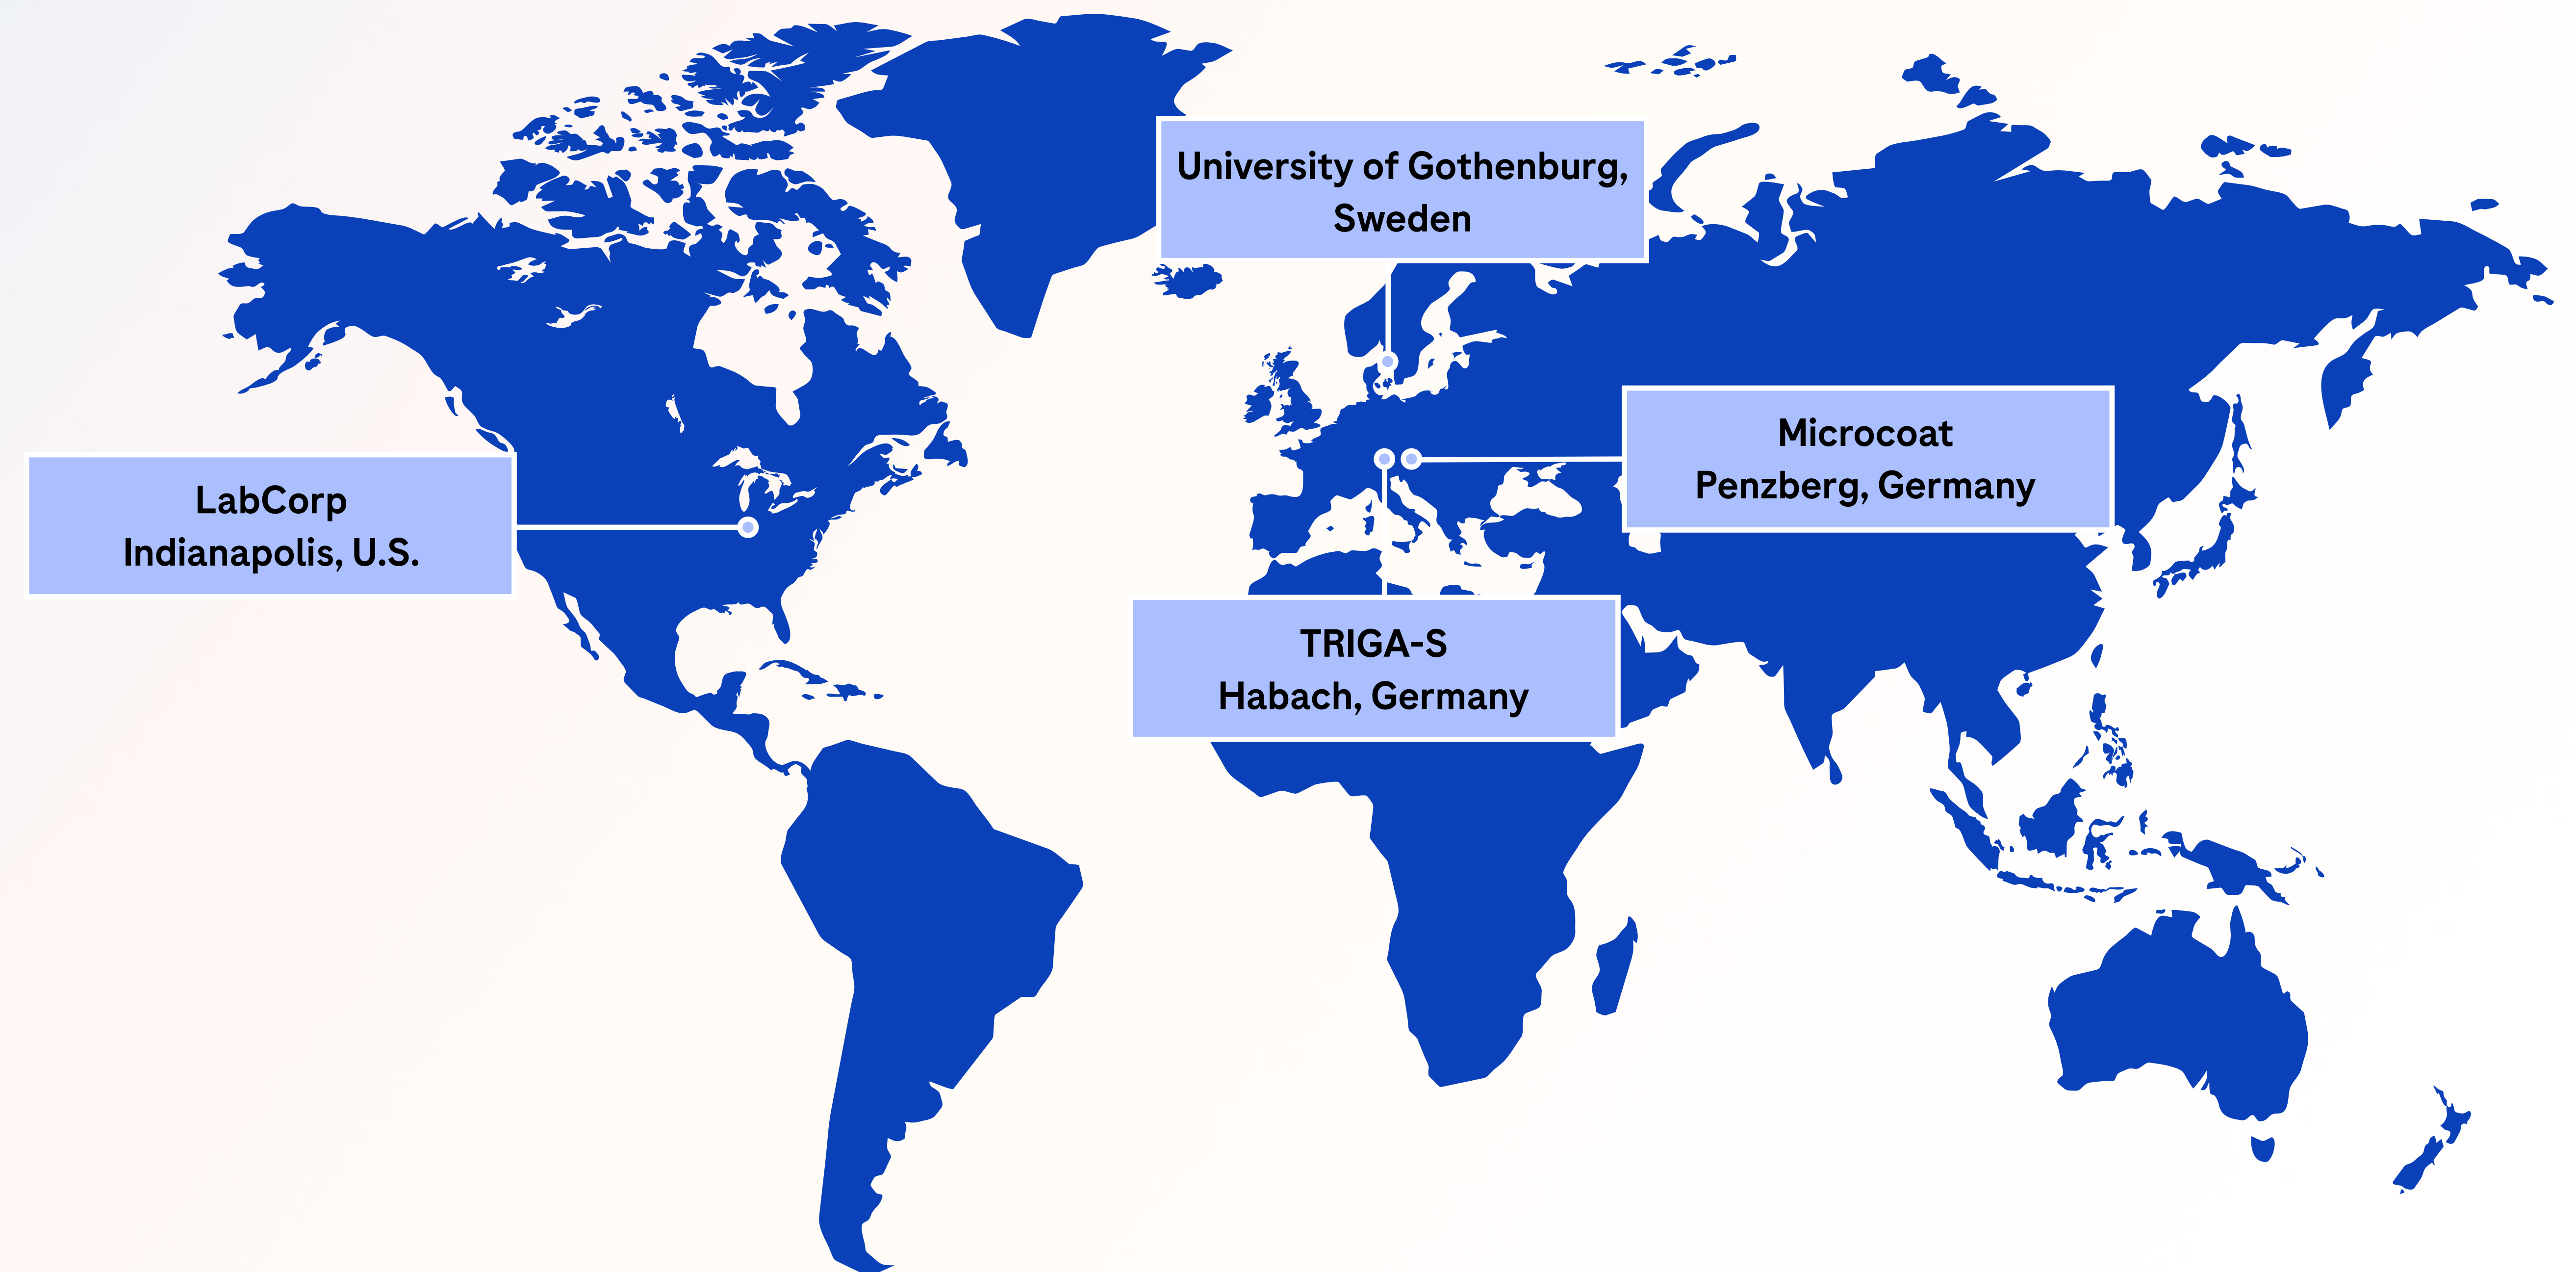 University of Gothenburg,
Sweden
Microcoat
Penzberg, Germany
LabCorp
Indianapolis, U.S.
TRIGA-S
Habach, Germany